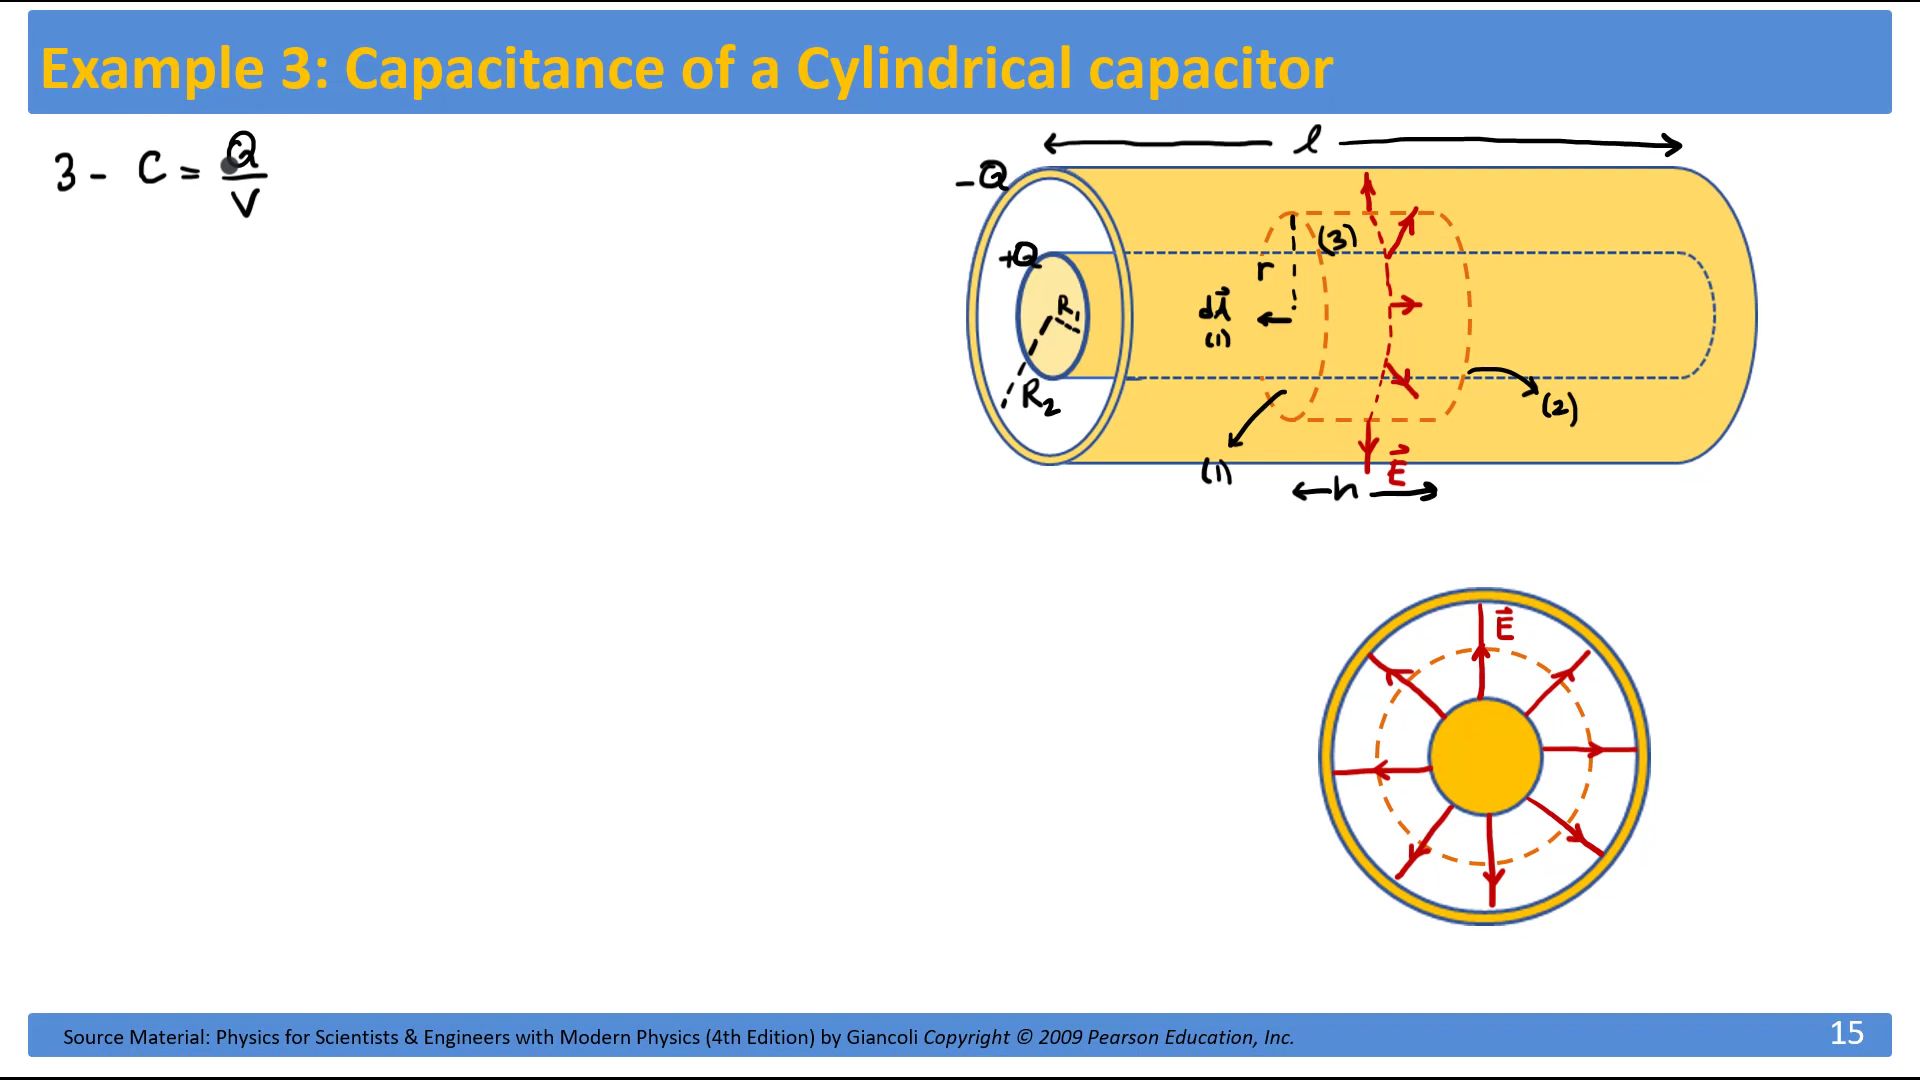 Example 3: Capacitance of a Cylindrical capacitor
3 - C = Q/V
l
-Q
+Q
R₁
R₂
r
(3)
dl⃗
(1)
(2)
(1)
E⃗
h
E⃗
Source Material: Physics for Scientists & Engineers with Modern Physics (4th Edition) by Giancoli Copyright © 2009 Pearson Education, Inc.
15